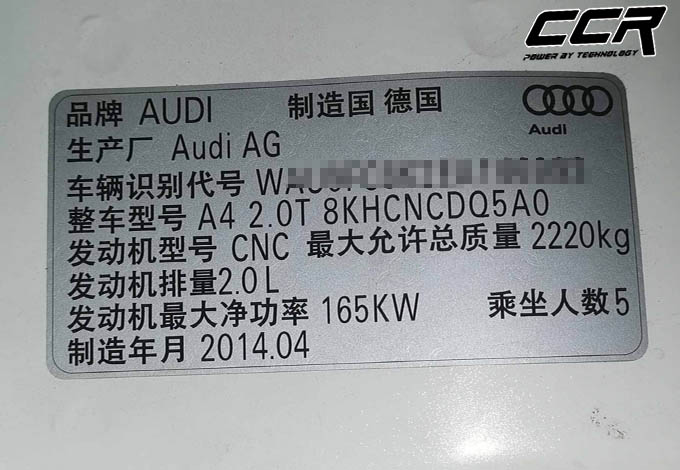 CCR
POWER BY TECHNOLOGY
品牌 AUDI 制造国 德国
Audi
生产厂 Audi AG
车辆识别代号
整车型号 A4 2.0T 8KHCNCDQ5A0
发动机型号 CNC 最大允许总质量 2220kg
发动机排量2.0L
发动机最大净功率 165KW 乘坐人数5
制造年月 2014.04